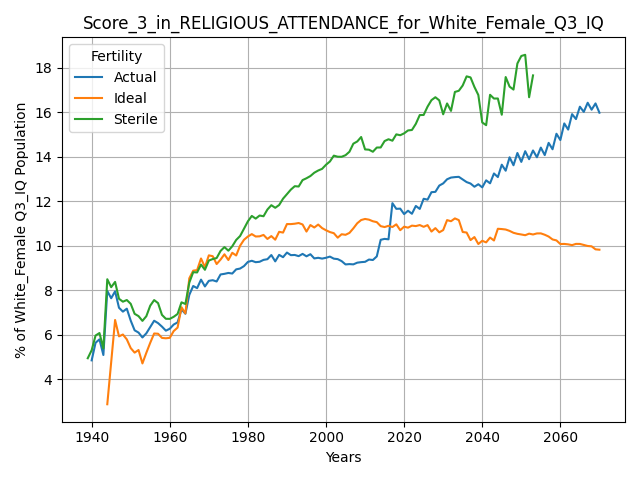 Score_3_in_RELIGIOUS_ATTENDANCE_for_White_Female_Q3_IQ
Fertility
Actual
Ideal
Sterile
% of White_Female Q3_IQ Population
18
16
14
12
10
8
6
4
1940 1960 1980 2000 2020 2040 2060
Years